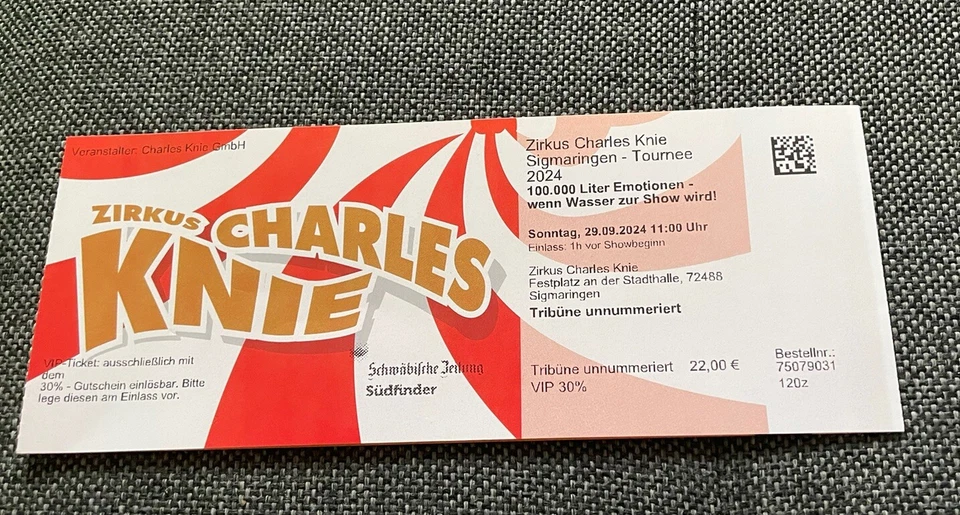 Veranstalter: Charles Knie GmbH
ZIRKUS CHARLES
KNIE
VIP-Ticket: ausschließlich mit
dem
30% - Gutschein einlösbar. Bitte
lege diesen am Einlass vor.
Schwäbische Zeitung
Südfinder
Zirkus Charles Knie
Sigmaringen - Tournee
2024
100.000 Liter Emotionen -
wenn Wasser zur Show wird!
Sonntag, 29.09.2024 11:00 Uhr
Einlass: 1h vor Showbeginn
Zirkus Charles Knie
Festplatz an der Stadthalle, 72488
Sigmaringen
Tribüne unnummeriert
Tribüne unnummeriert 22,00 €
VIP 30%
Bestellnr.:
75079031
120z